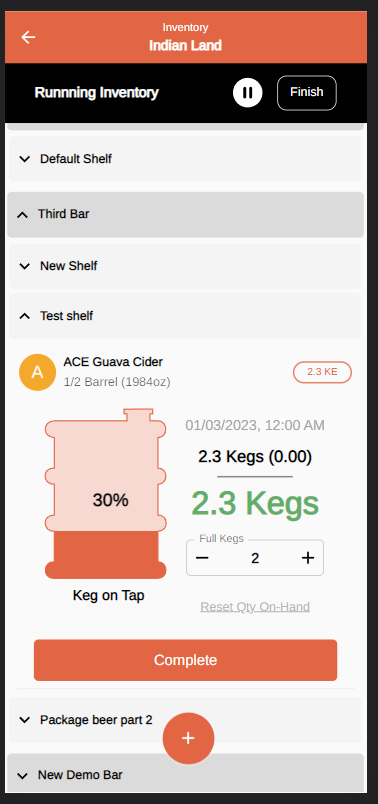 Inventory
Indian Land
Runnning Inventory
Finish
Default Shelf
Third Bar
New Shelf
Test shelf
A
ACE Guava Cider
1/2 Barrel (1984oz)
2.3 KE
01/03/2023, 12:00 AM
2.3 Kegs (0.00)
30%
2.3 Kegs
Full Kegs
− 2 +
Keg on Tap
Reset Qty On-Hand
Complete
Package beer part 2
+
New Demo Bar